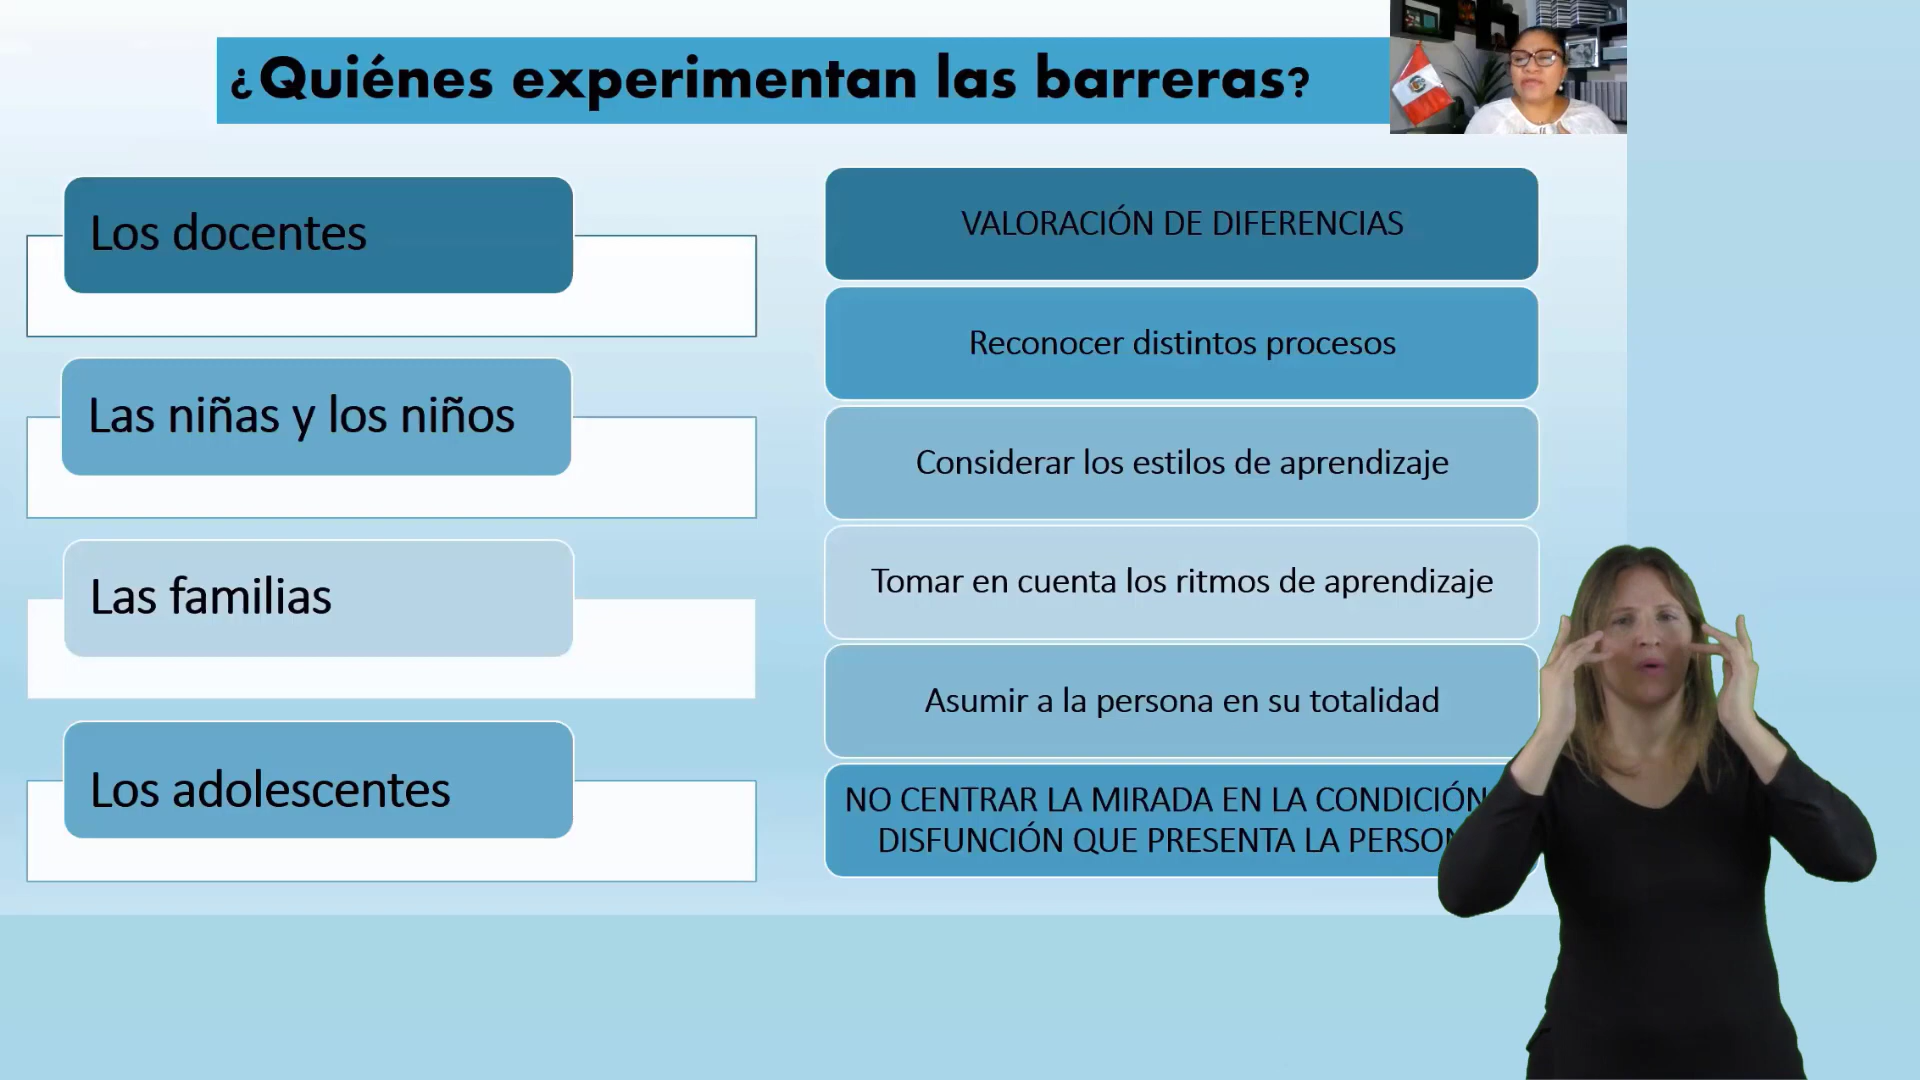 ¿Quiénes experimentan las barreras?
Los docentes
Las niñas y los niños
Las familias
Los adolescentes
VALORACIÓN DE DIFERENCIAS
Reconocer distintos procesos
Considerar los estilos de aprendizaje
Tomar en cuenta los ritmos de aprendizaje
Asumir a la persona en su totalidad
NO CENTRAR LA MIRADA EN LA CONDICIÓN
DISFUNCIÓN QUE PRESENTA LA